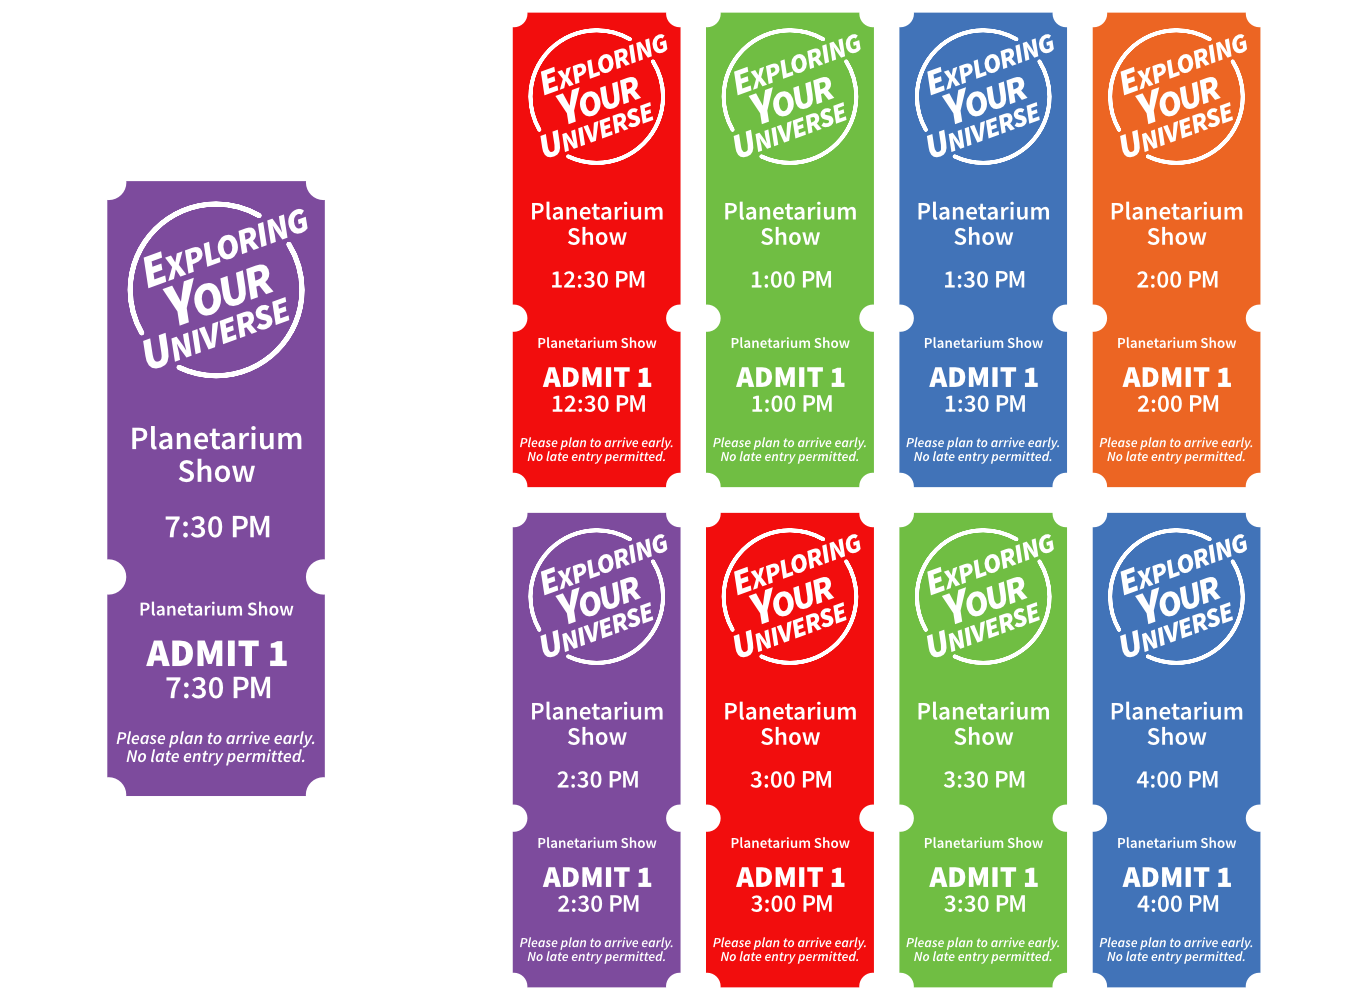 EXPLORING
YOUR
UNIVERSE
Planetarium
Show
7:30 PM
Planetarium Show
ADMIT 1
7:30 PM
Please plan to arrive early.
No late entry permitted.
EXPLORING
YOUR
UNIVERSE
Planetarium
Show
12:30 PM
Planetarium Show
ADMIT 1
12:30 PM
Please plan to arrive early.
No late entry permitted.
EXPLORING
YOUR
UNIVERSE
Planetarium
Show
1:00 PM
Planetarium Show
ADMIT 1
1:00 PM
Please plan to arrive early.
No late entry permitted.
EXPLORING
YOUR
UNIVERSE
Planetarium
Show
1:30 PM
Planetarium Show
ADMIT 1
1:30 PM
Please plan to arrive early.
No late entry permitted.
EXPLORING
YOUR
UNIVERSE
Planetarium
Show
2:00 PM
Planetarium Show
ADMIT 1
2:00 PM
Please plan to arrive early.
No late entry permitted.
EXPLORING
YOUR
UNIVERSE
Planetarium
Show
2:30 PM
Planetarium Show
ADMIT 1
2:30 PM
Please plan to arrive early.
No late entry permitted.
EXPLORING
YOUR
UNIVERSE
Planetarium
Show
3:00 PM
Planetarium Show
ADMIT 1
3:00 PM
Please plan to arrive early.
No late entry permitted.
EXPLORING
YOUR
UNIVERSE
Planetarium
Show
3:30 PM
Planetarium Show
ADMIT 1
3:30 PM
Please plan to arrive early.
No late entry permitted.
EXPLORING
YOUR
UNIVERSE
Planetarium
Show
4:00 PM
Planetarium Show
ADMIT 1
4:00 PM
Please plan to arrive early.
No late entry permitted.